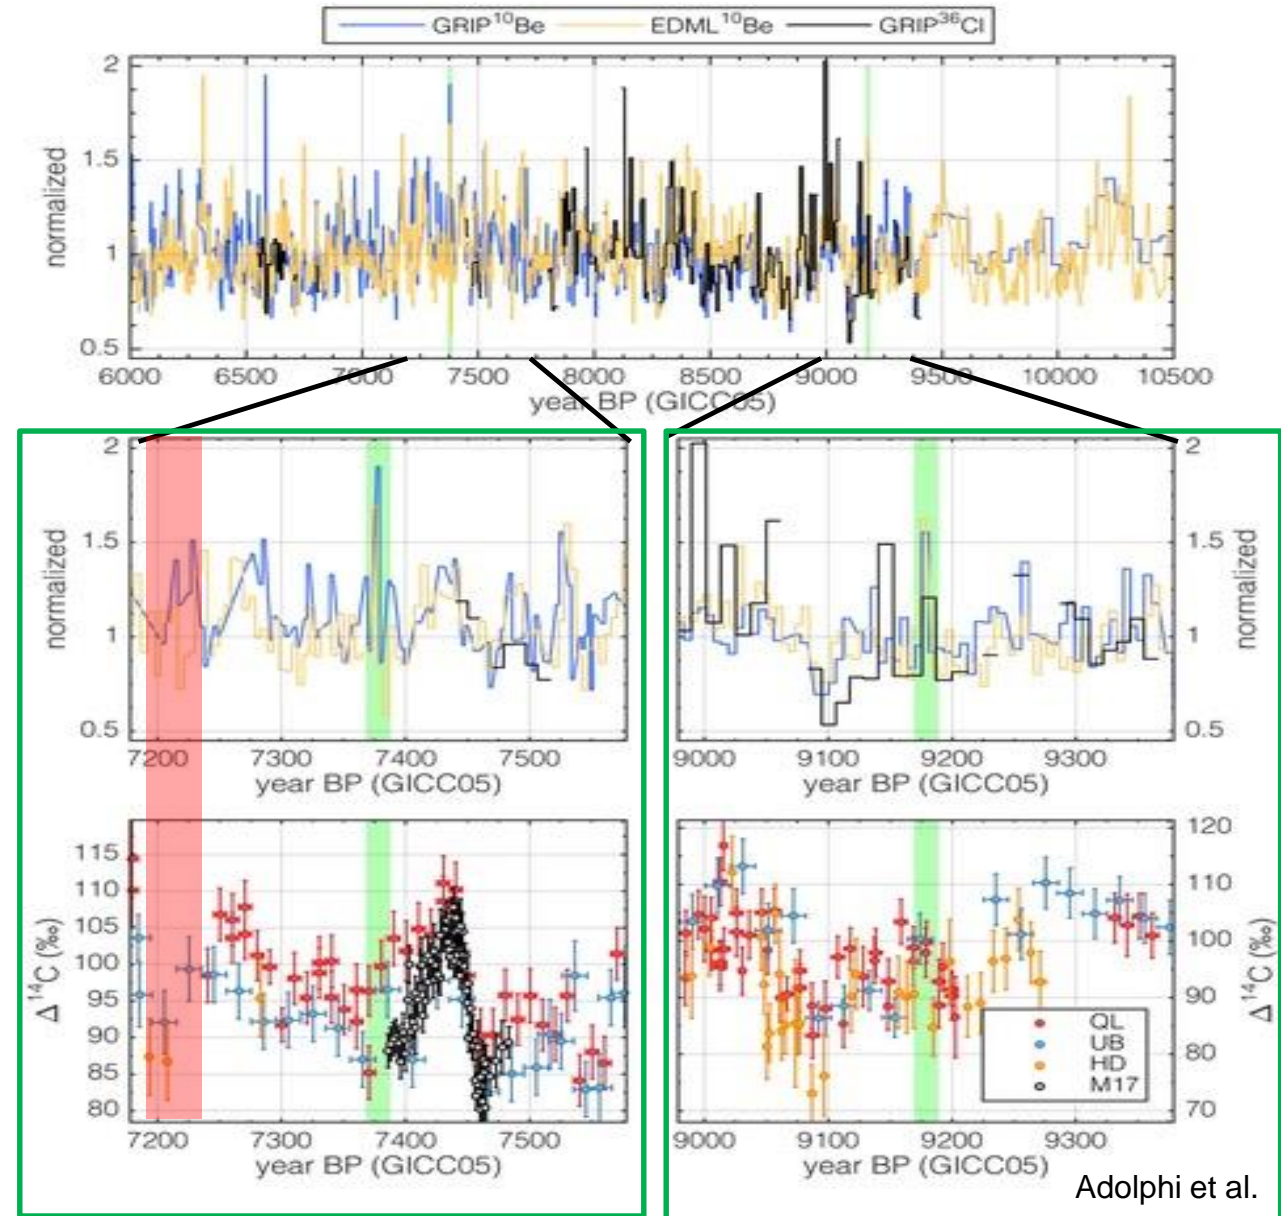 GRIP¹⁰Be EDML¹⁰Be GRIP³⁶Cl
2
1.5
1
0.5
normalized
6000 6500 7000 7500 8000 8500 9000 9500 10000 10500
year BP (GICC05)
2
1.5
1
0.5
normalized
7200 7300 7400 7500
year BP (GICC05)
2
1.5
1
0.5
normalized
9000 9100 9200 9300
year BP (GICC05)
115
110
105
100
95
90
85
80
Δ¹⁴C (‰)
7200 7300 7400 7500
year BP (GICC05)
120
110
100
90
80
70
Δ¹⁴C (‰)
QL
UB
HD
M17
9000 9100 9200 9300
year BP (GICC05)
Adolphi et al.